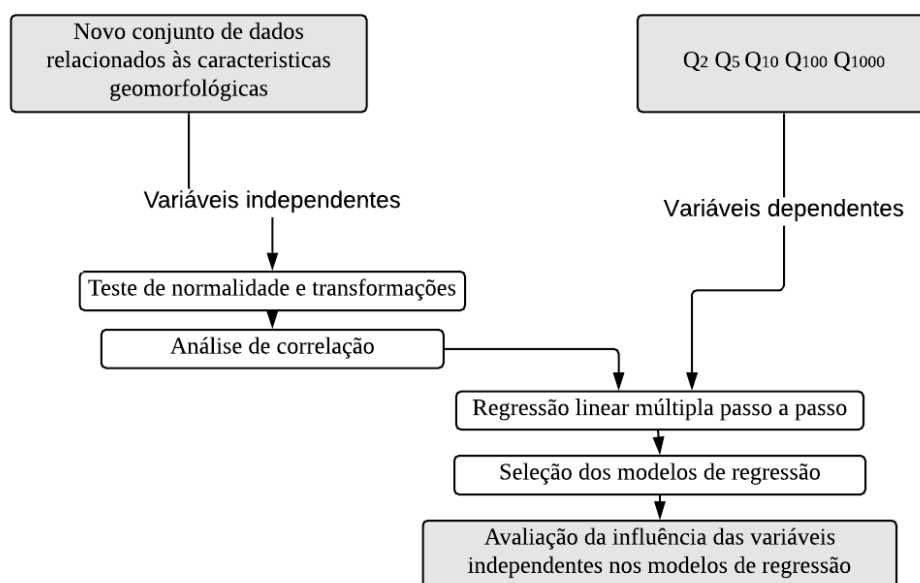 Novo conjunto de dados
relacionados às caracteristicas
geomorfológicas
Q2 Q5 Q10 Q100 Q1000
Variáveis independentes
Variáveis dependentes
Teste de normalidade e transformações
Análise de correlação
Regressão linear múltipla passo a passo
Seleção dos modelos de regressão
Avaliação da influência das variáveis
independentes nos modelos de regressão